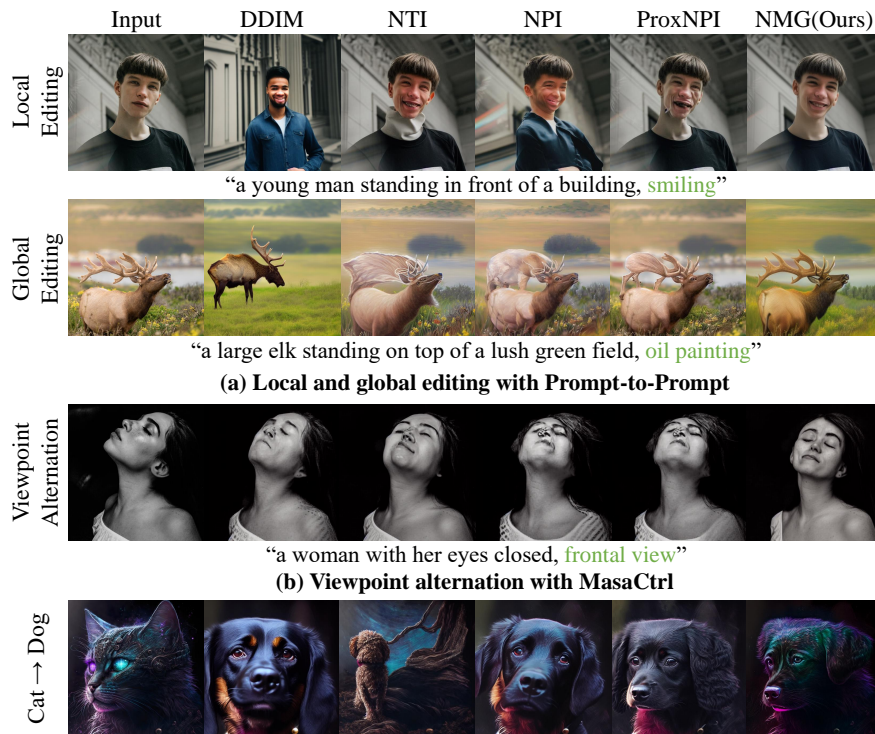 Input DDIM NTI NPI ProxNPI NMG(Ours)
Local
Editing
“a young man standing in front of a building, smiling”
Global
Editing
“a large elk standing on top of a lush green field, oil painting”
(a) Local and global editing with Prompt-to-Prompt
Viewpoint
Alternation
“a woman with her eyes closed, frontal view”
(b) Viewpoint alternation with MasaCtrl
Cat → Dog